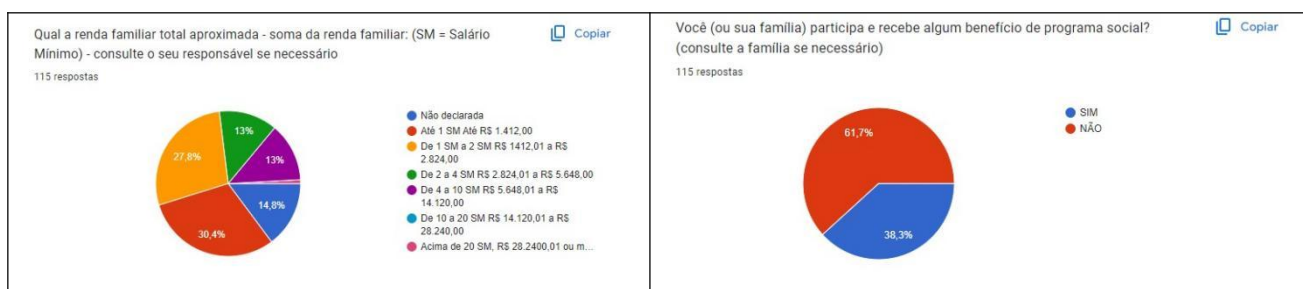 Qual a renda familiar total aproximada - soma da renda familiar: (SM = Salário
Mínimo) - consulte o seu responsável se necessário
Copiar
115 respostas
13%
27,8%
13%
14,8%
30,4%
Não declarada
Até 1 SM Até R$ 1.412,00
De 1 SM a 2 SM R$ 1412,01 a R$
2.824,00
De 2 a 4 SM R$ 2.824,01 a R$ 5.648,00
De 4 a 10 SM R$ 5.648,01 a R$
14.120,00
De 10 a 20 SM R$ 14.120,01 a R$
28.240,00
Acima de 20 SM, R$ 28.2400,01 ou m...
Você (ou sua família) participa e recebe algum benefício de programa social?
(consulte a família se necessário)
Copiar
115 respostas
61,7%
38,3%
SIM
NÃO